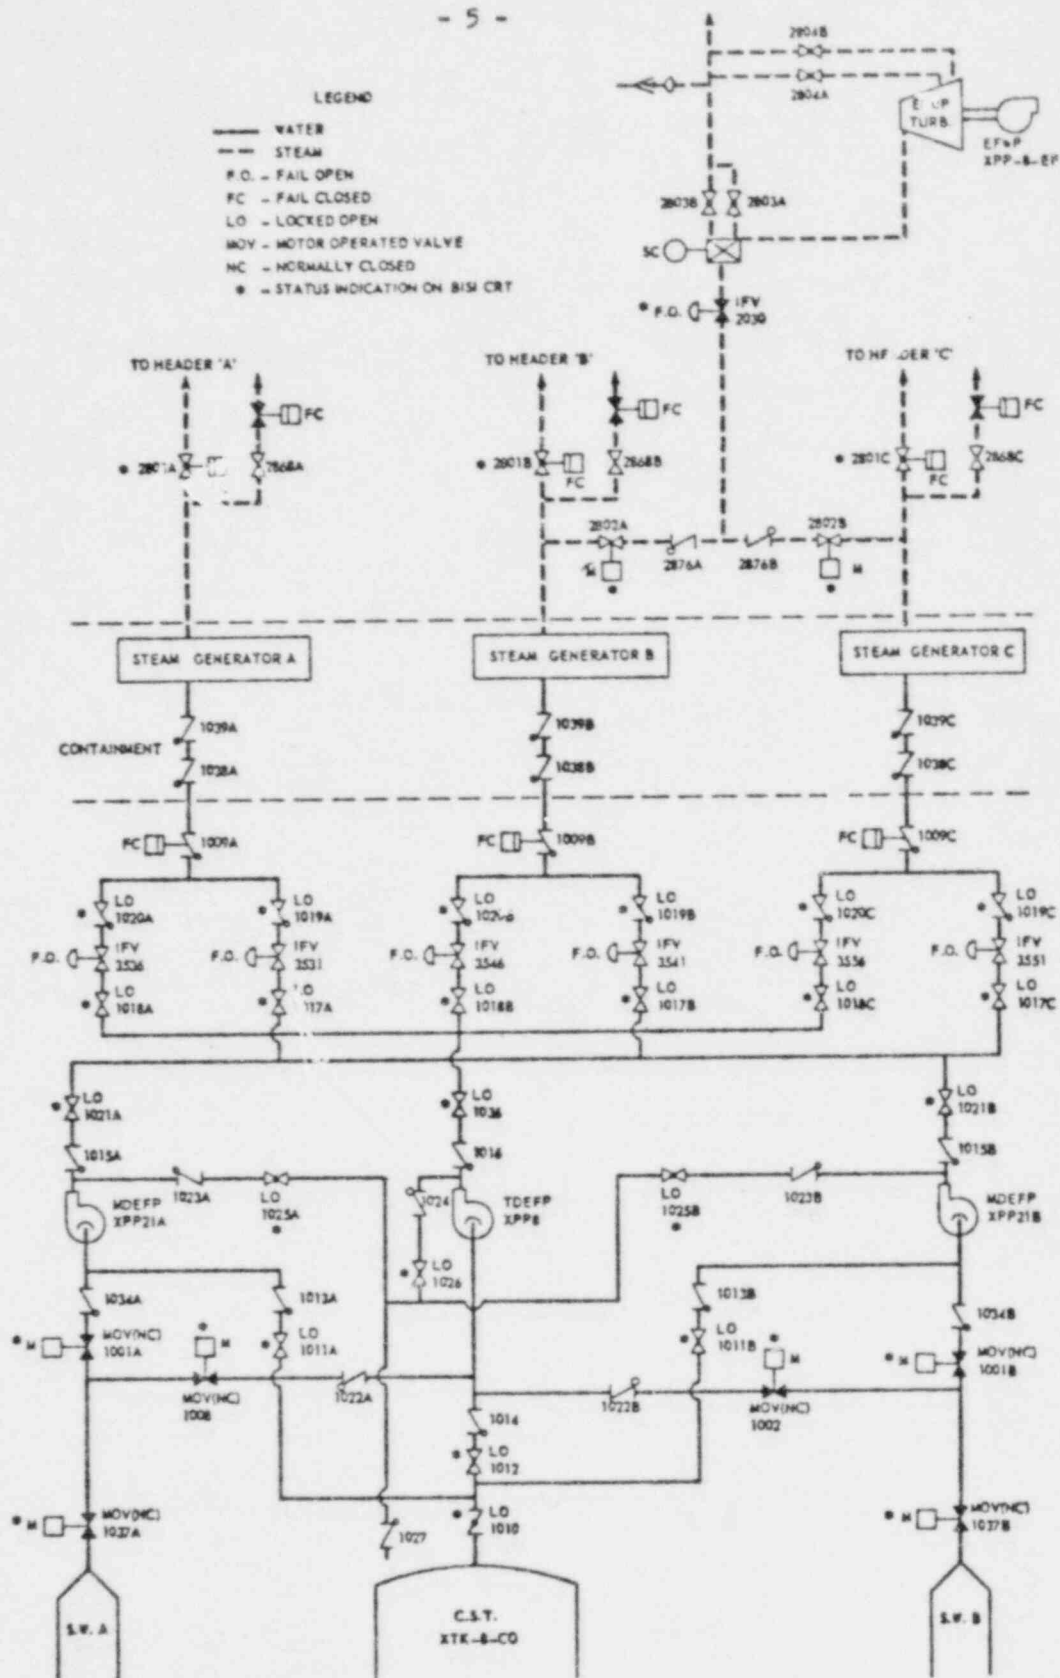 - 5 -
LEGEND
WATER
STEAM
F.O. - FAIL OPEN
FC - FAIL CLOSED
LO - LOCKED OPEN
MOV - MOTOR OPERATED VALVE
NC - NORMALLY CLOSED
* - STATUS INDICATION ON BISI CRT
2804B
2804A
TURB.
XPP-8-EF
2803B
2803A
SC
* F.O.
IFV
2030
TO HEADER "A"
TO HEADER "B"
FC
FC
FC
* 2801A
2868A
* 2801B
FC
2868B
* 2801C
FC
2868C
2802A
2802B
M
*
2876A
2876B
M
*
STEAM GENERATOR A
STEAM GENERATOR B
STEAM GENERATOR C
1039A
1039B
1039C
CONTAINMENT
1038A
1038B
1038C
FC
1009A
FC
1009B
FC
1009C
* LO
1020A
* LO
1019A
* LO
* LO
1019B
* LO
1020C
* LO
1019C
F.O.
IFV
3536
F.O.
IFV
3531
F.O.
IFV
3546
F.O.
IFV
3541
F.O.
IFV
3556
F.O.
IFV
3551
* LO
1018A
* LO
* LO
1018B
* LO
1017B
* LO
1018C
* LO
1017C
* LO
1021A
* LO
1036
* LO
1021B
1015A
1016
1015B
1023A
LO
1025A
*
1024
LO
1025B
*
1023B
MDEFP
XPP21A
TDEFP
XPP8
MDEFP
XPP21B
* LO
1026
1034A
1013A
1013B
1034B
* M
MOV(NC)
1001A
*
M
MOV(NC)
1008
* LO
1011A
1022A
* LO
1011B
*
M
MOV(NC)
1002
1022B
* M
MOV(NC)
1001B
1014
* LO
1012
* M
MOV(NC)
1037A
1027
* LO
1010
* M
MOV(NC)
1037B
S.W. A
C.S.T.
XTK-8-CO
S.W. B